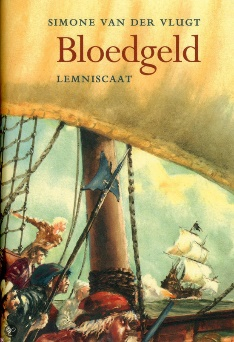 SIMONE VAN DER VLUGT
Bloedgeld
LEMNISCAAT